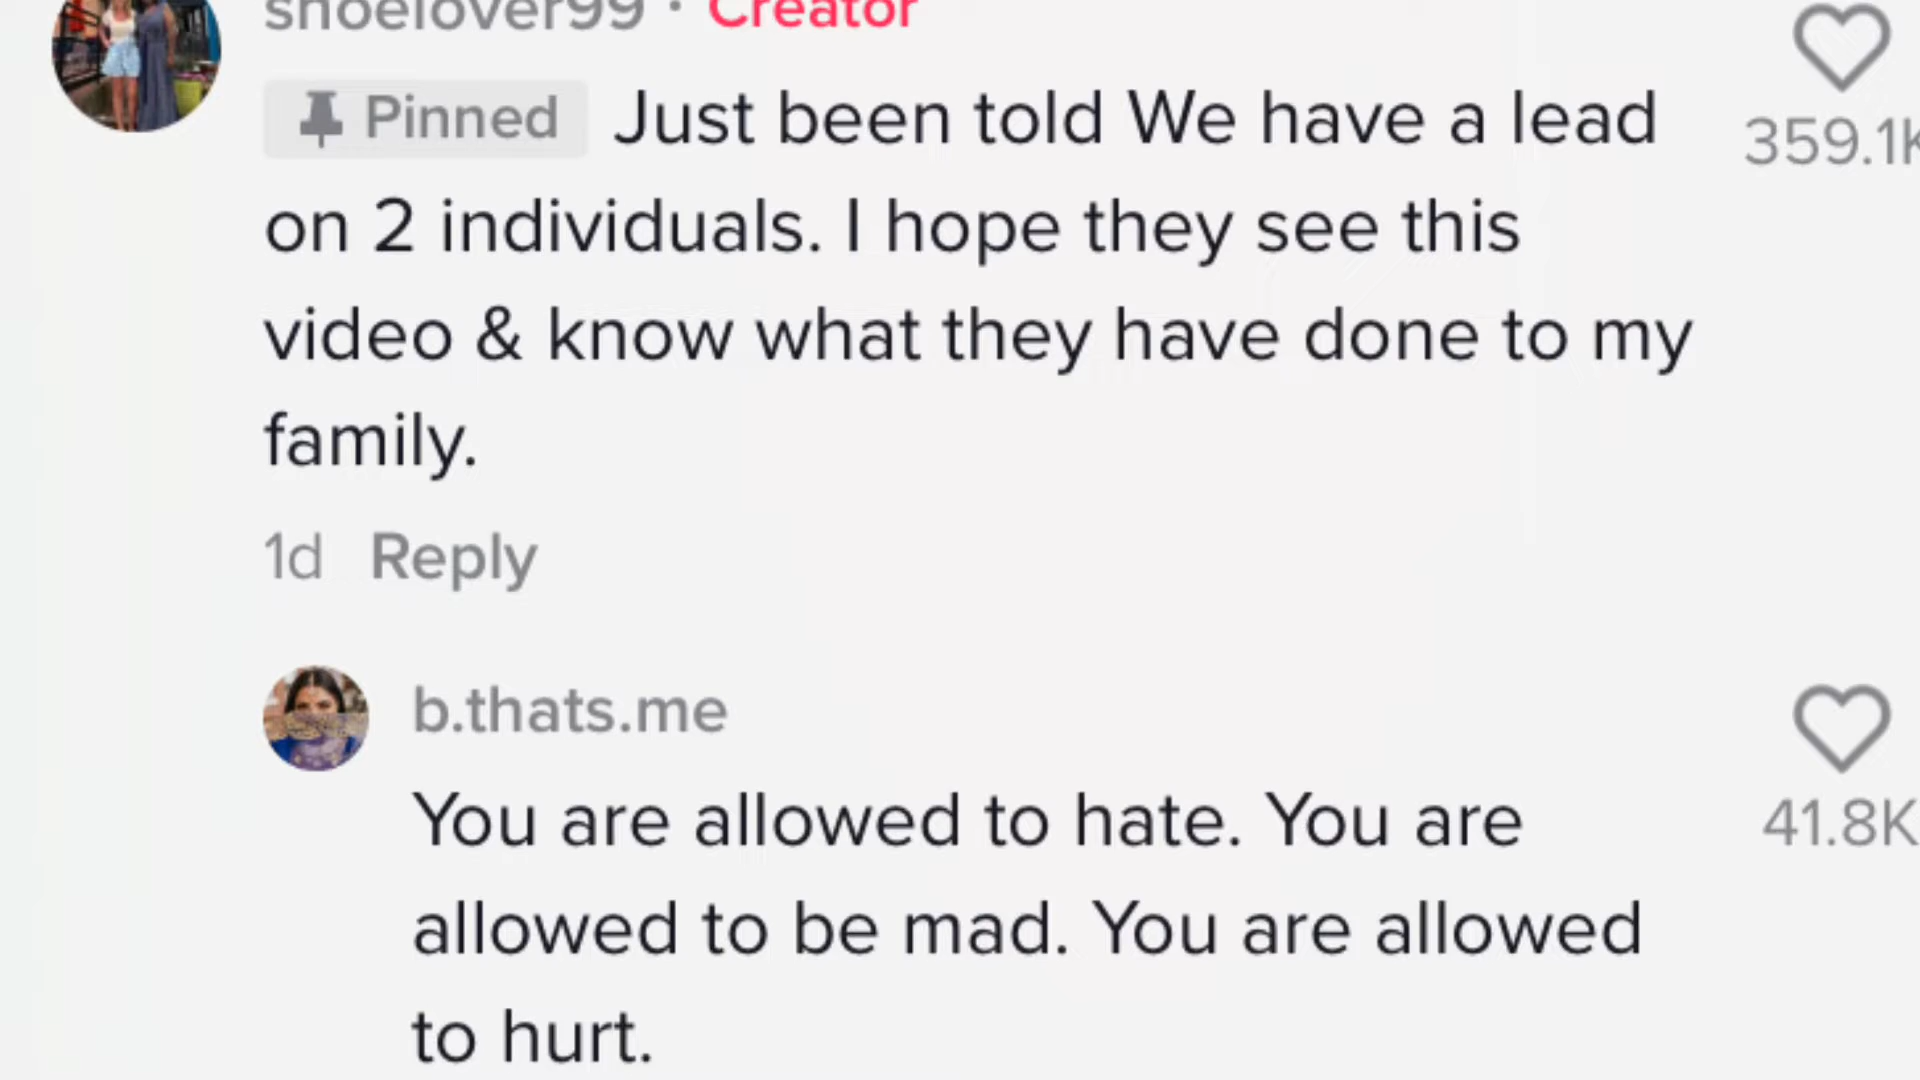 shoelover99 · Creator
Pinned Just been told We have a lead
359.1K
on 2 individuals. I hope they see this
video & know what they have done to my
family.
1d Reply
b.thats.me
You are allowed to hate. You are
41.8K
allowed to be mad. You are allowed
to hurt.